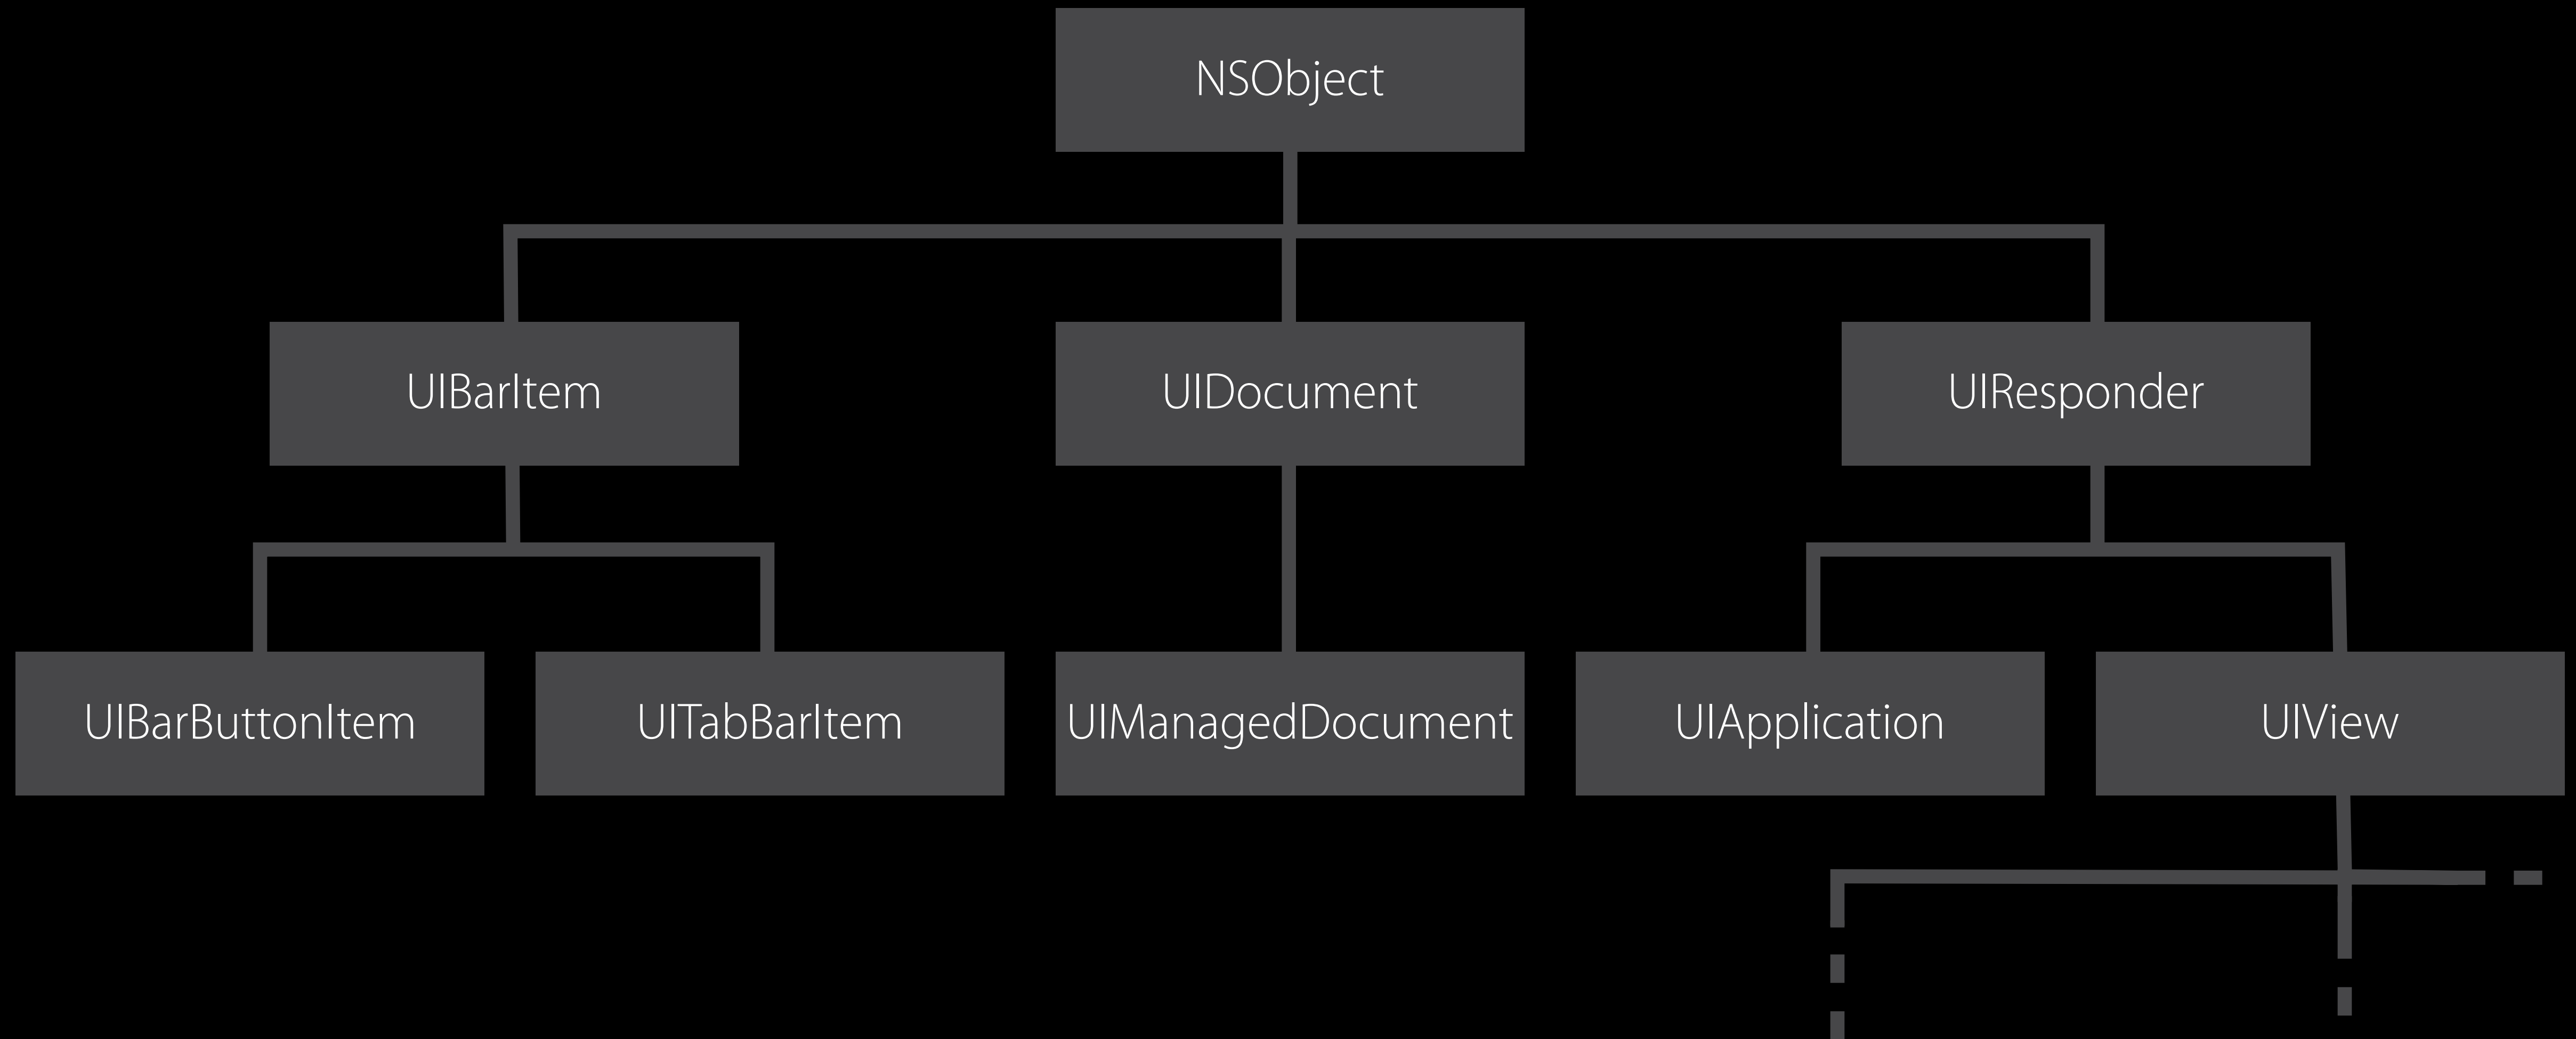 NSObject
UIBarItem
UIDocument
UIResponder
UIBarButtonItem
UITabBarItem
UIManagedDocument
UIApplication
UIView